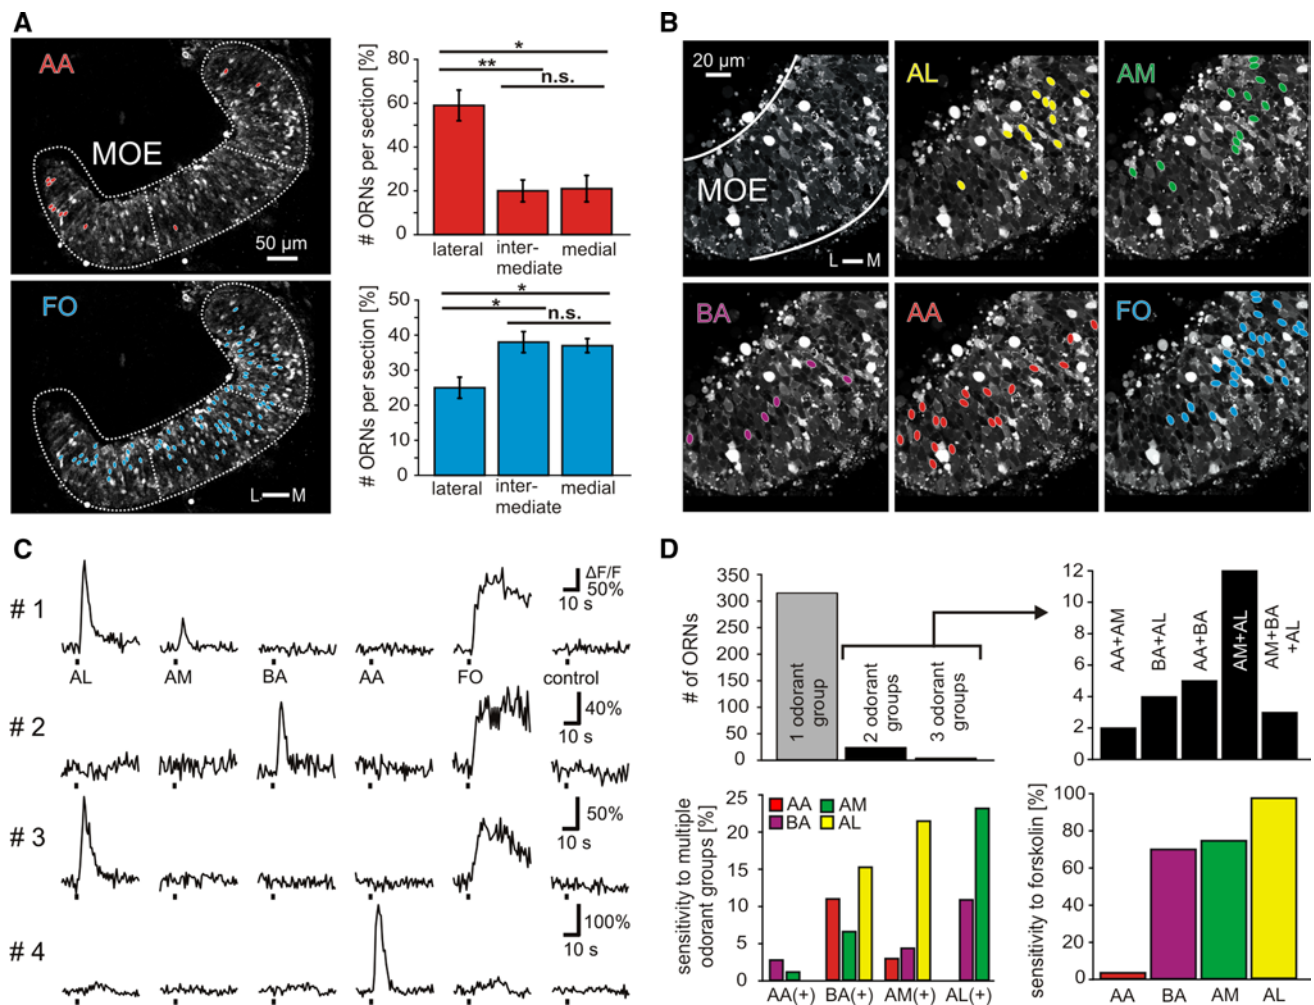 A
AA
MOE
50 µm
# ORNs per section [%]
80
60
40
20
0
*
**
n.s.
lateral
inter-
mediate
medial
FO
L M
# ORNs per section [%]
50
40
30
20
10
0
*
*
n.s.
lateral
inter-
mediate
medial
B
20 µm
MOE
L M
AL
AM
BA
AA
FO
C
# 1
ΔF/F
50%
10 s
AL
AM
BA
AA
FO
control
# 2
40%
10 s
# 3
50%
10 s
# 4
100%
10 s
D
# of ORNs
350
300
250
200
150
100
50
0
1 odorant
group
2 odorant
groups
3 odorant
groups
12
10
8
6
4
2
0
AA+AM
BA+AL
AA+BA
AM+AL
AM+BA
+AL
sensitivity to multiple
odorant groups [%]
25
20
15
10
5
0
AA
AM
BA
AL
AA(+)
BA(+)
AM(+)
AL(+)
sensitivity to forskolin [%]
100
80
60
40
20
0
AA
BA
AM
AL